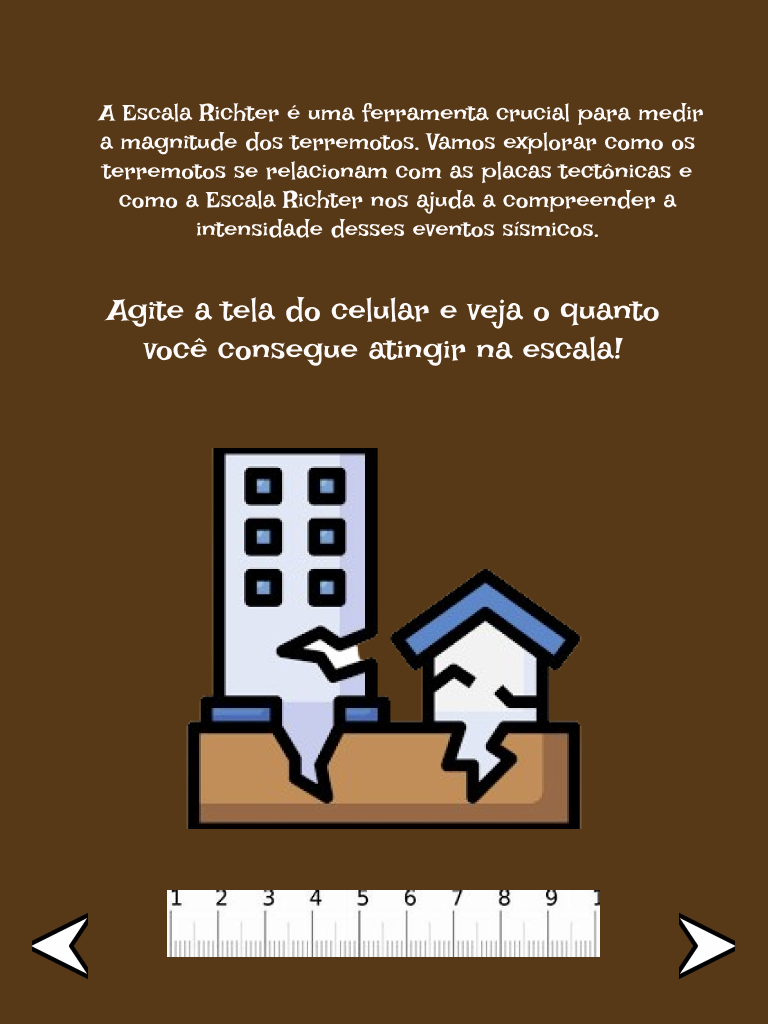 A Escala Richter é uma ferramenta crucial para medir
a magnitude dos terremotos. Vamos explorar como os
terremotos se relacionam com as placas tectônicas e
como a Escala Richter nos ajuda a compreender a
intensidade desses eventos sísmicos.
Agite a tela do celular e veja o quanto
você consegue atingir na escala!
1 2 3 4 5 6 7 8 9 1